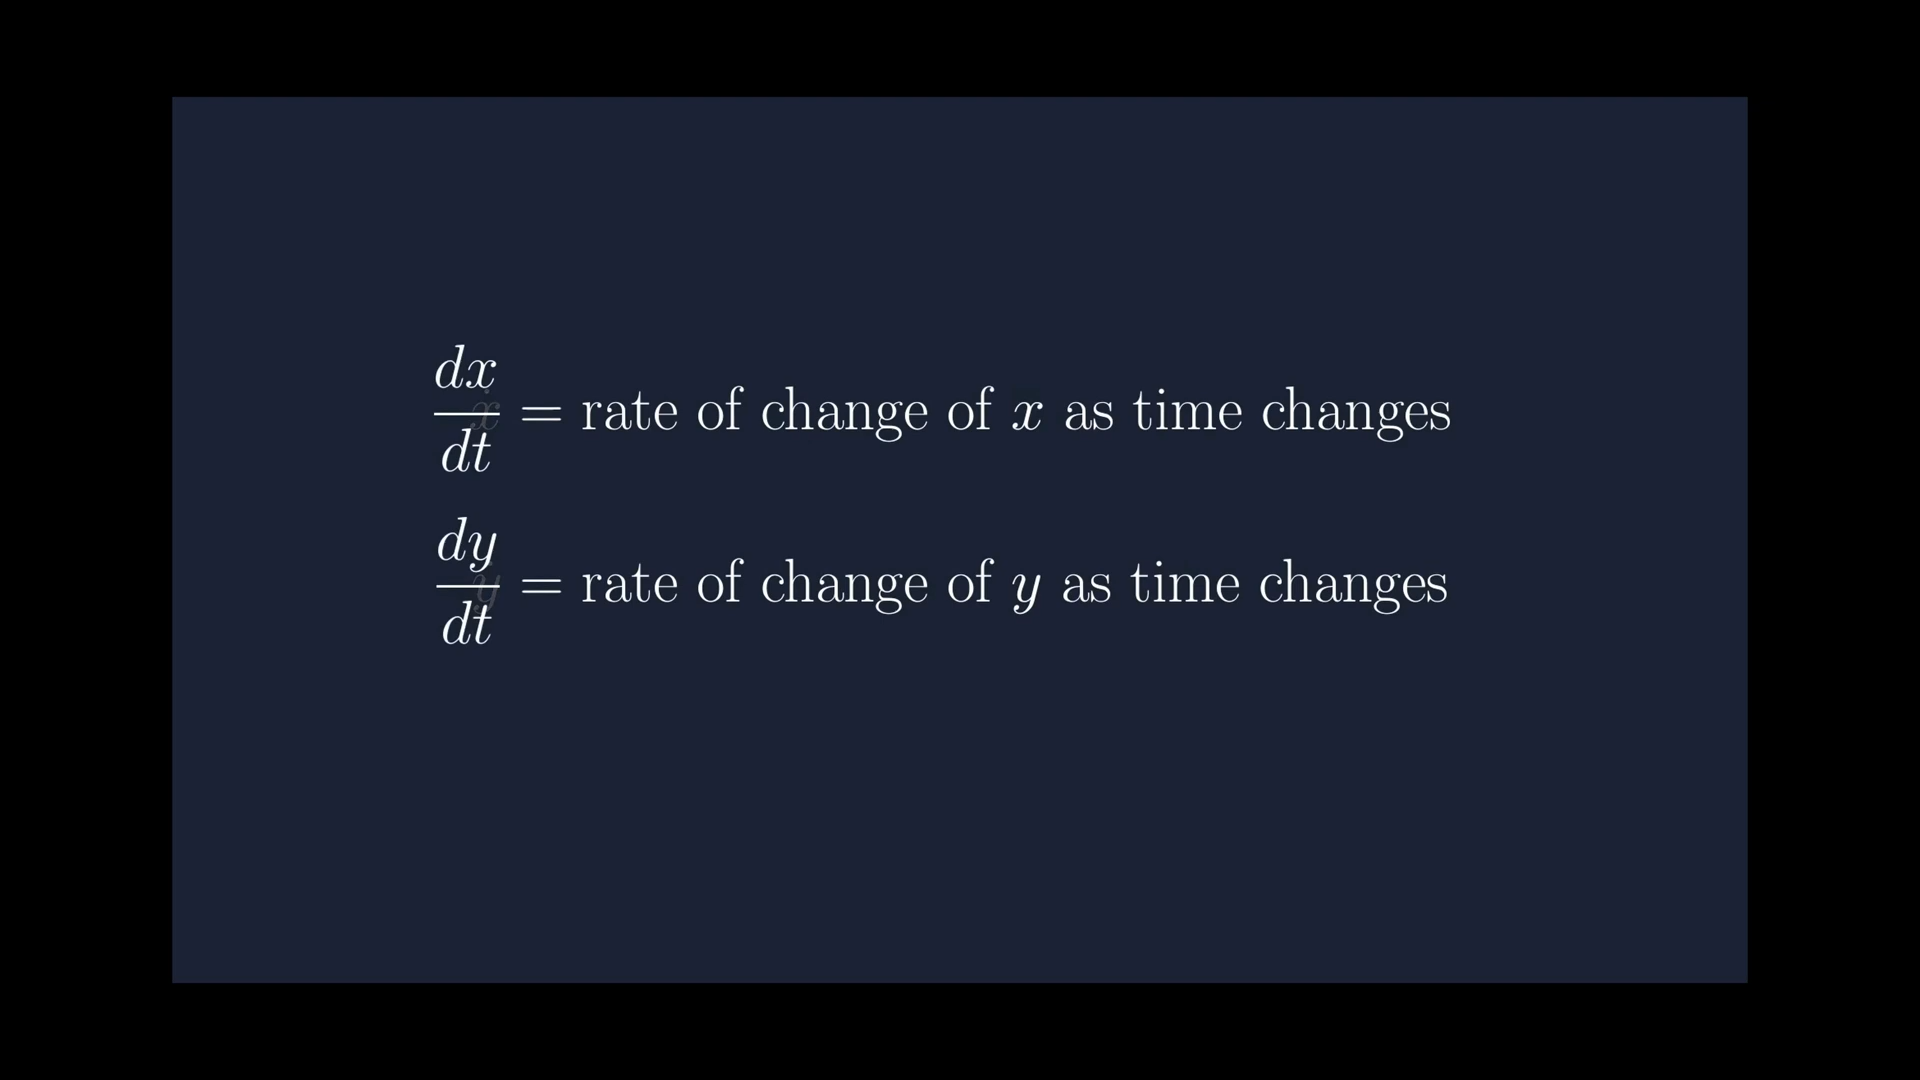 dx/dt = rate of change of x as time changes
dy/dt = rate of change of y as time changes